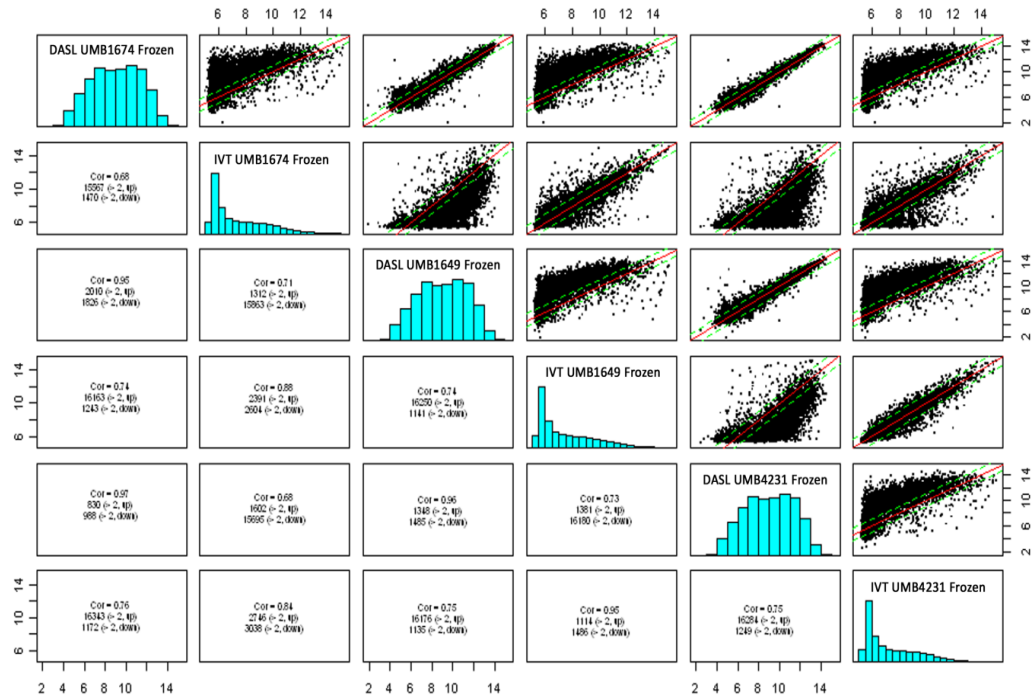 6 8 10 12 14
6 8 10 12 14
6 8 10 12 14
DASL UMB1674 Frozen
2 6 10 14
6 10 14
Cor = 0.68
15567 (> 2, up)
1470 (> 2, down)
IVT UMB1674 Frozen
Cor = 0.95
2010 (> 2, up)
1826 (> 2, down)
Cor = 0.71
1312 (> 2, up)
15863 (> 2, down)
DASL UMB1649 Frozen
2 6 10 14
6 10 14
Cor = 0.74
16163 (> 2, up)
1243 (> 2, down)
Cor = 0.88
2391 (> 2, up)
2604 (> 2, down)
Cor = 0.74
16250 (> 2, up)
1141 (> 2, down)
IVT UMB1649 Frozen
Cor = 0.97
830 (> 2, up)
988 (> 2, down)
Cor = 0.68
1602 (> 2, up)
15695 (> 2, down)
Cor = 0.96
1348 (> 2, up)
1485 (> 2, down)
Cor = 0.73
1381 (> 2, up)
16180 (> 2, down)
DASL UMB4231 Frozen
2 6 10 14
6 10 14
Cor = 0.76
16343 (> 2, up)
1172 (> 2, down)
Cor = 0.84
2746 (> 2, up)
3038 (> 2, down)
Cor = 0.75
16176 (> 2, up)
1135 (> 2, down)
Cor = 0.95
1114 (> 2, up)
1486 (> 2, down)
Cor = 0.75
16284 (> 2, up)
1249 (> 2, down)
IVT UMB4231 Frozen
2 4 6 8 10 14
2 4 6 8 10 14
2 4 6 8 10 14